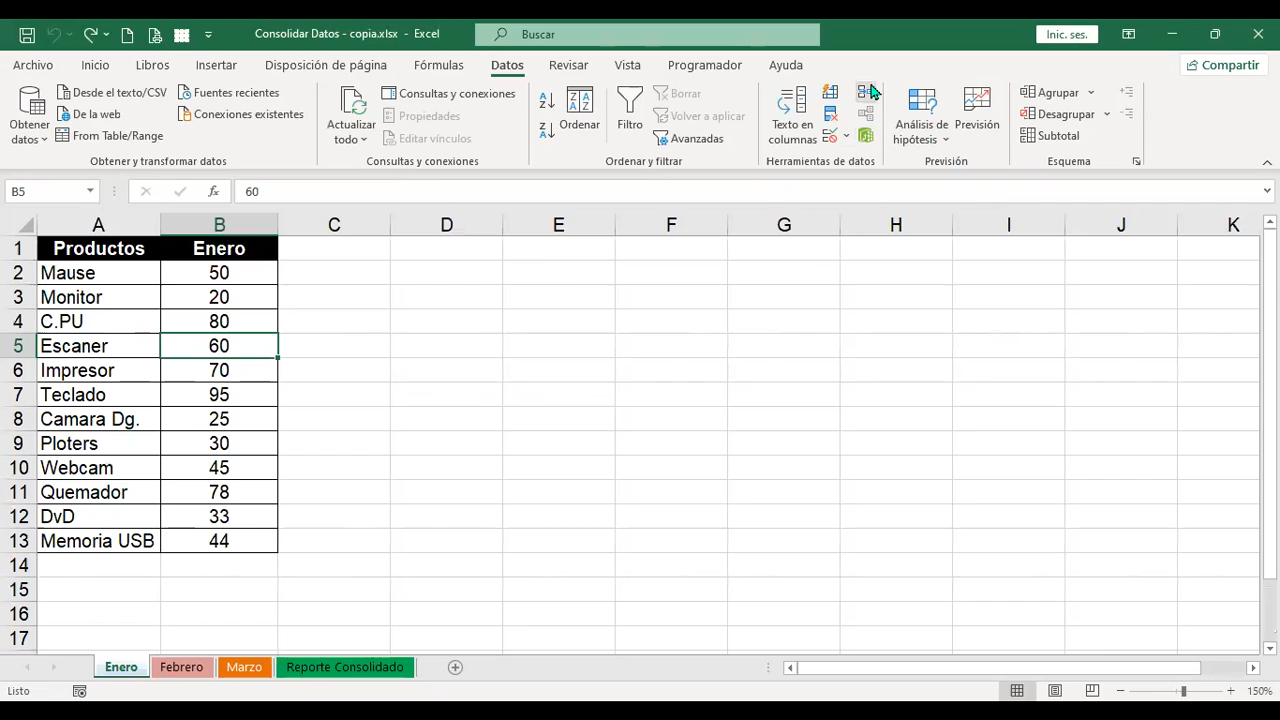 Consolidar Datos - copia.xlsx - Excel
Buscar
Inic. ses.
Archivo Inicio Libros Insertar Disposición de página Fórmulas Datos Revisar Vista Programador Ayuda
Compartir
Obtener datos
Desde el texto/CSV
De la web
From Table/Range
Fuentes recientes
Conexiones existentes
Obtener y transformar datos
Actualizar todo
Consultas y conexiones
Propiedades
Editar vínculos
Consultas y conexiones
Ordenar
Filtro
Borrar
Volver a aplicar
Avanzadas
Ordenar y filtrar
Texto en columnas
Herramientas de datos
Análisis de hipótesis
Previsión
Previsión
Agrupar
Desagrupar
Subtotal
Esquema
B5
fx
60
A B C D E F G H I J K
1 Productos Enero
2 Mause 50
3 Monitor 20
4 C.PU 80
5 Escaner 60
6 Impresor 70
7 Teclado 95
8 Camara Dg. 25
9 Ploters 30
10 Webcam 45
11 Quemador 78
12 DvD 33
13 Memoria USB 44
14
15
16
17
Enero Febrero Marzo Reporte Consolidado
Listo
150%